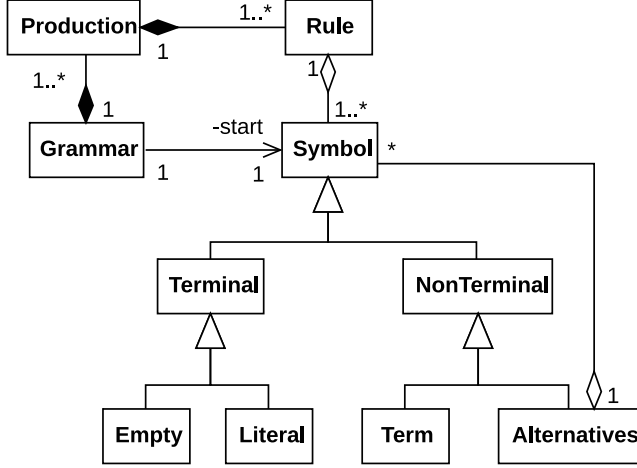 Production
1
1..*
Rule
1..*
1
1
1..*
Grammar
1
-start
1
Symbol
*
Terminal
NonTerminal
Empty
Literal
Term
Alternatives
1